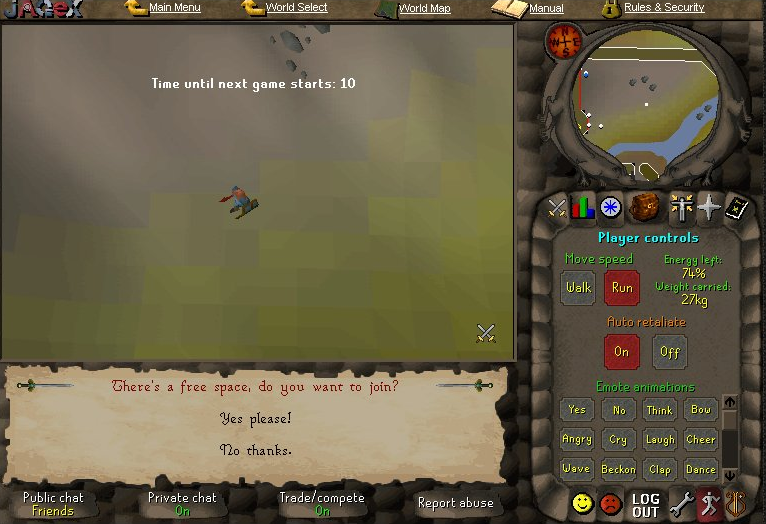 JAGeX
Main Menu
World Select
World Map
Manual
Rules & Security
Time until next game starts: 10
N
W E
S
Player controls
Move speed
Energy left:
74%
Walk
Run
Weight carried:
27kg
Auto retaliate
On
Off
Emote animations
Yes
No
Think
Bow
Angry
Cry
Laugh
Cheer
Wave
Beckon
Clap
Dance
There's a free space, do you want to join?
Yes please!
No thanks.
Public chat
Friends
Private chat
On
Trade/compete
On
Report abuse
LOG
OUT